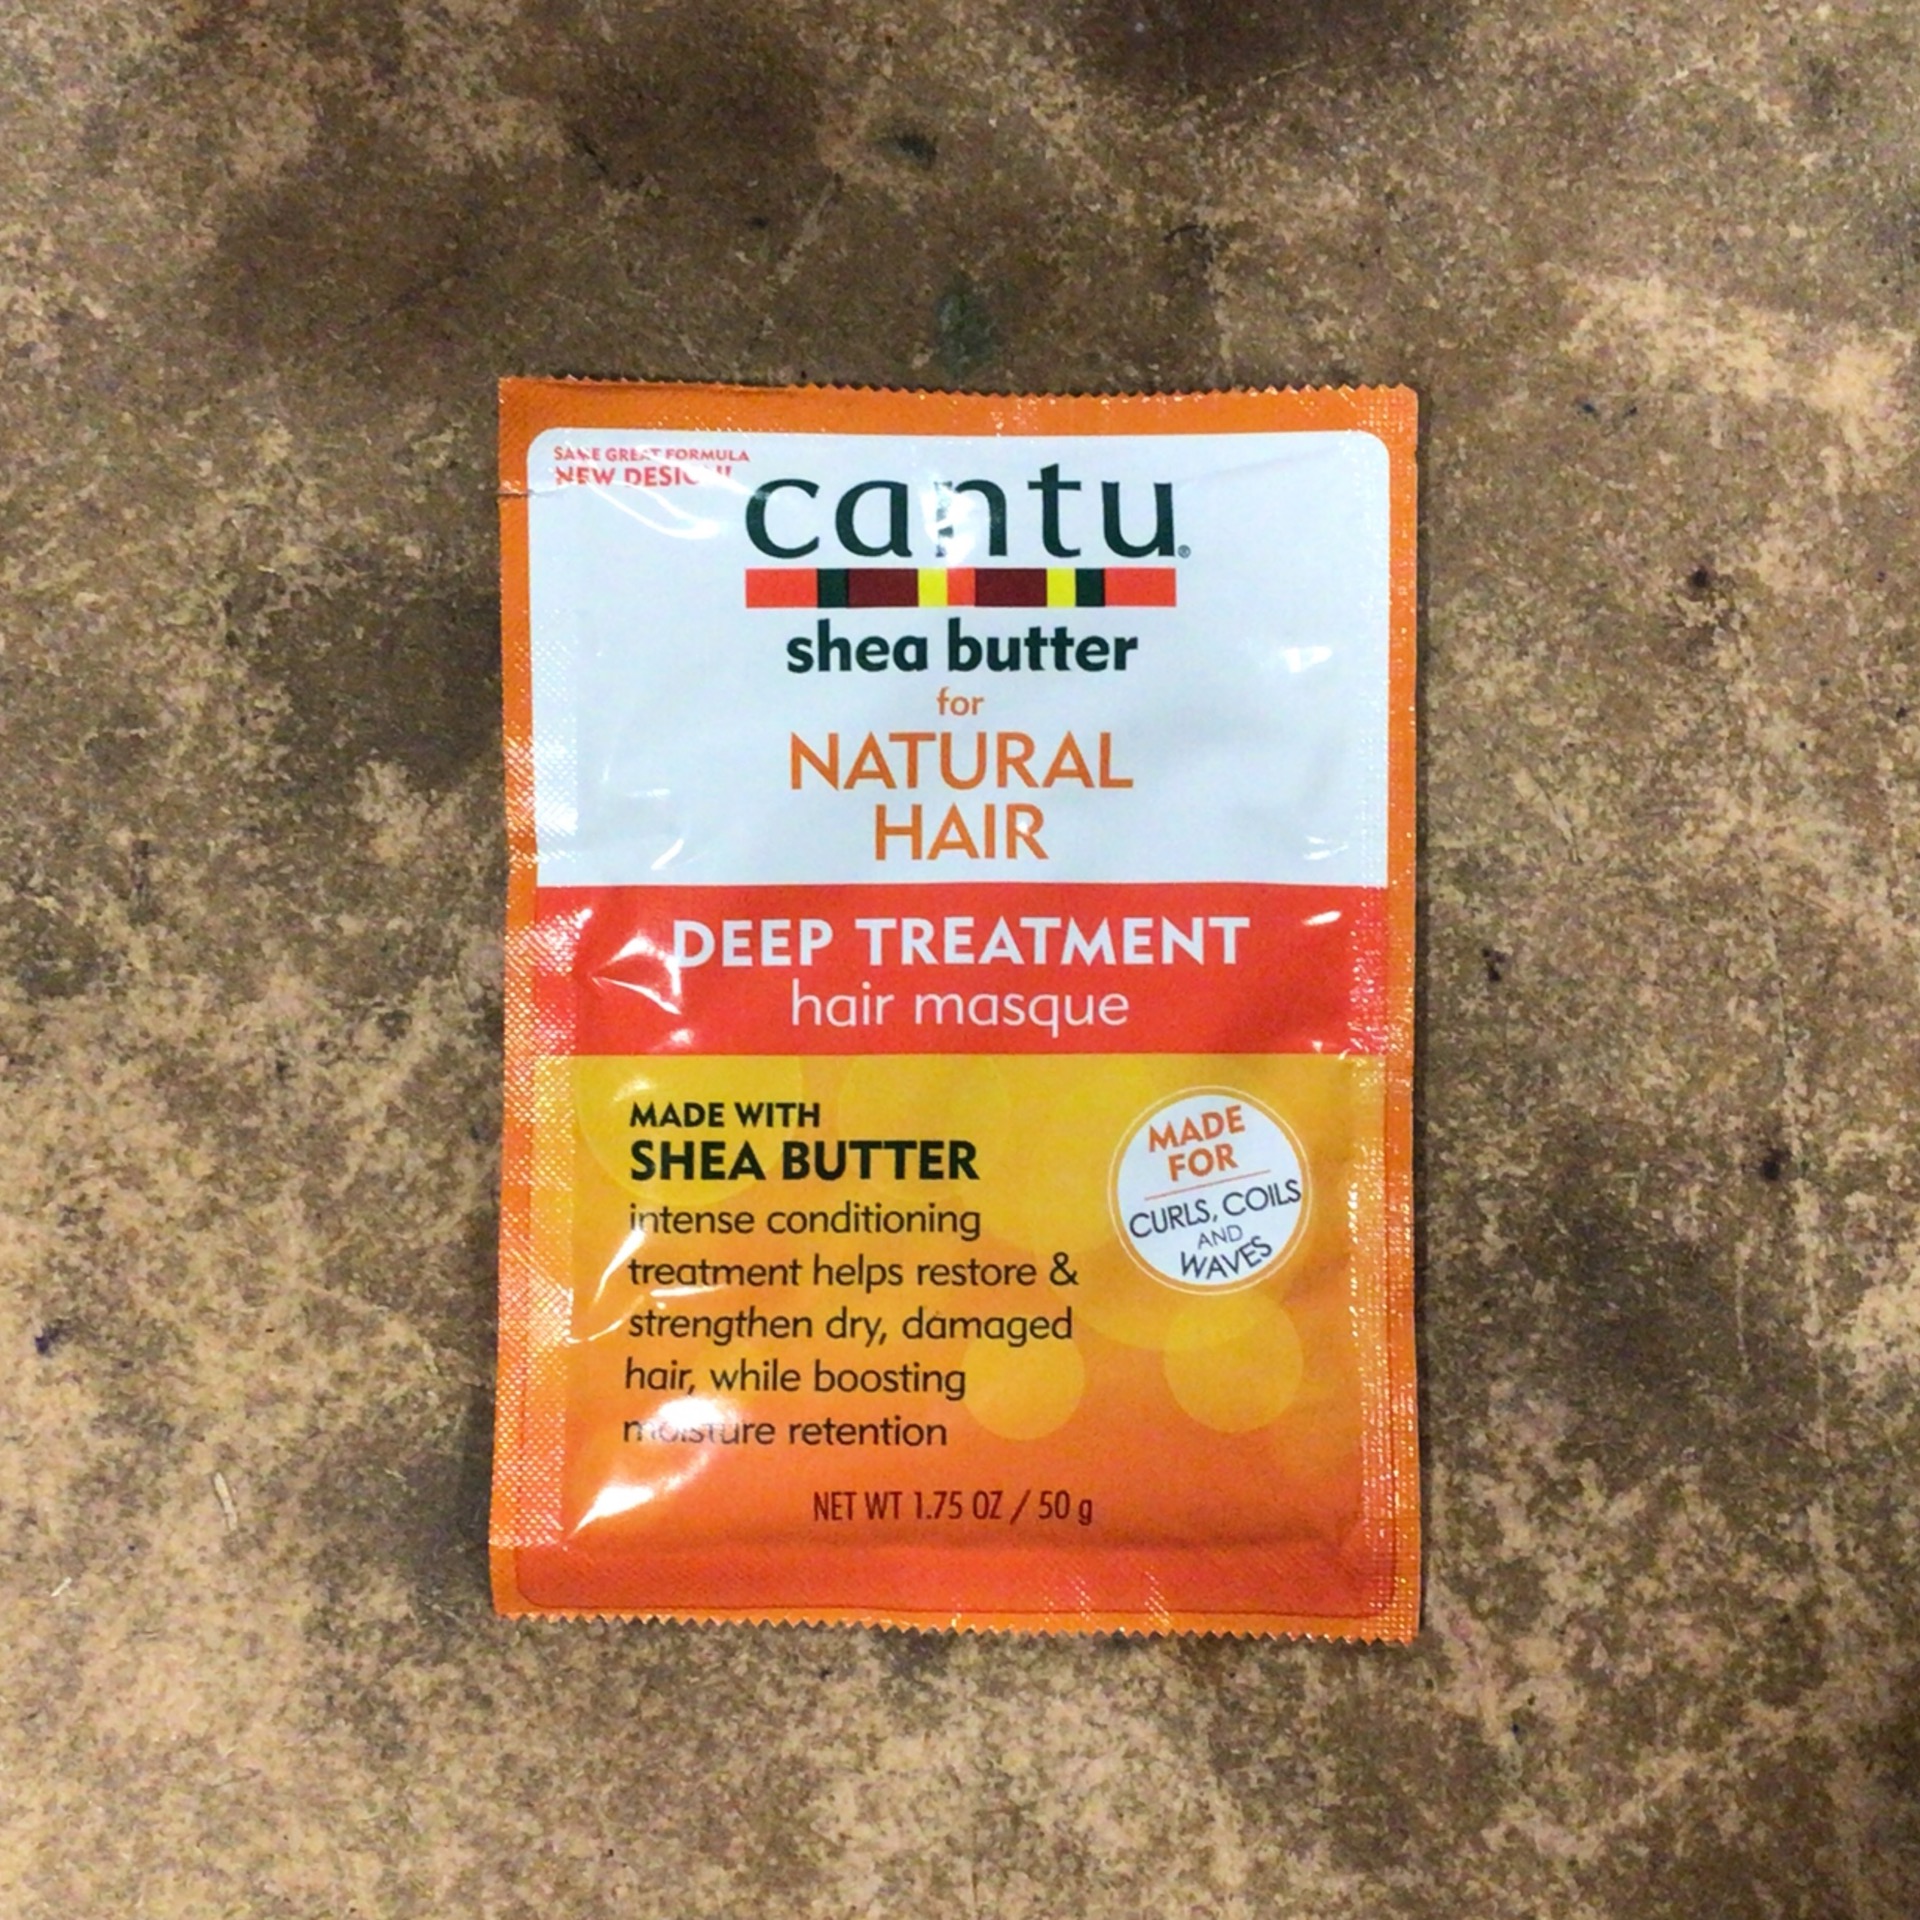 SAME GREAT FORMULA
NEW DESIGN!
cantu®
shea butter
for
NATURAL
HAIR
DEEP TREATMENT
hair masque
MADE WITH
SHEA BUTTER
intense conditioning
treatment helps restore &
strengthen dry, damaged
hair, while boosting
moisture retention
MADE
FOR
CURLS, COILS
AND
WAVES
NET WT 1.75 OZ / 50 g